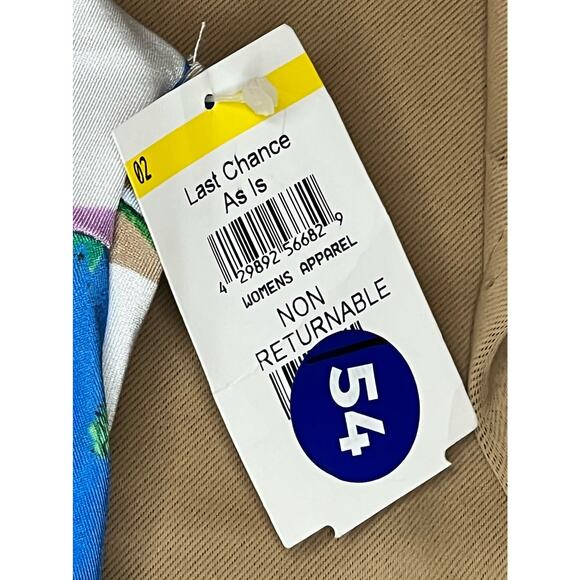 02
Last Chance
As Is
4 29892 56682 9
WOMENS APPAREL
NON
RETURNABLE
54